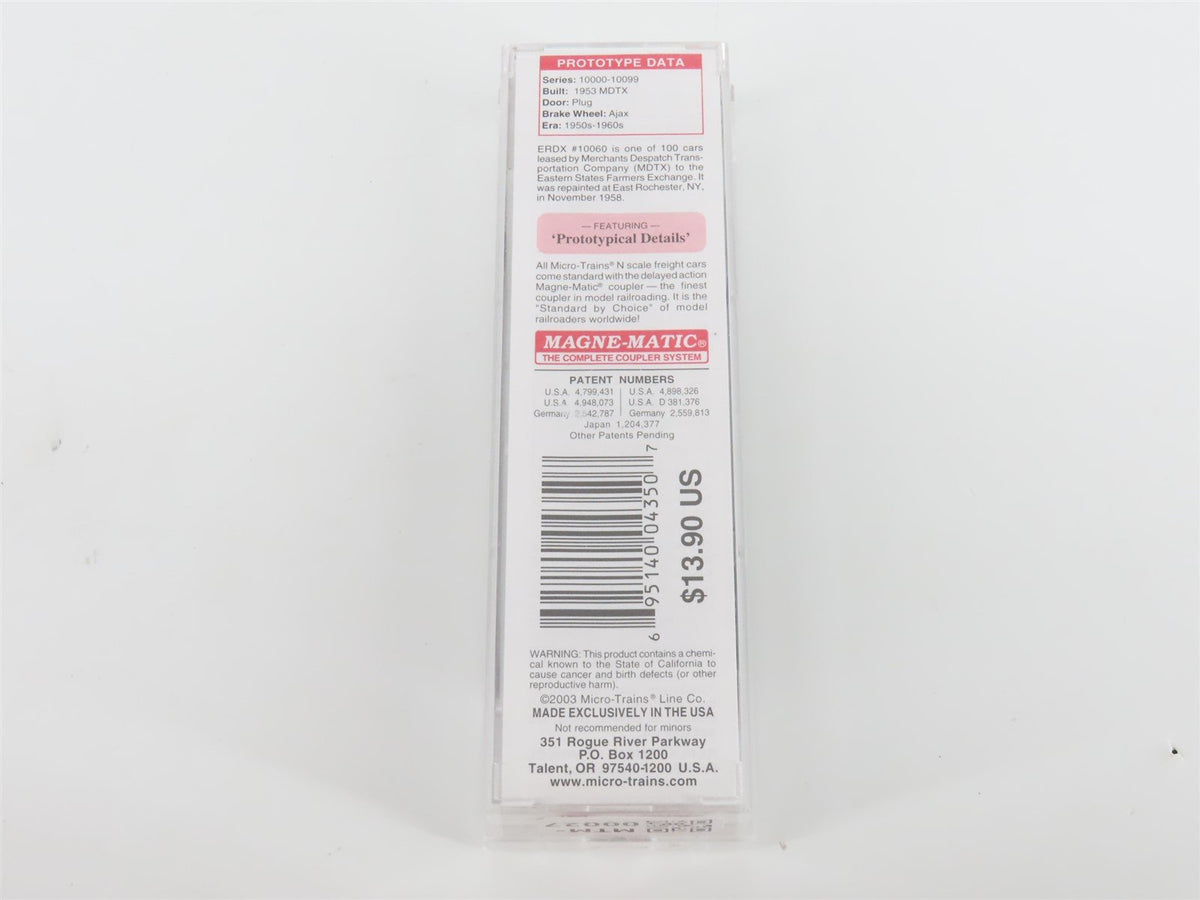 PROTOTYPE DATA
Series: 10000-10099
Built: 1953 MDTX
Door: Plug
Brake Wheel: Ajax
Era: 1950s-1960s
ERDX #10060 is one of 100 cars
leased by Merchants Despatch Trans-
portation Company (MDTX) to the
Eastern States Farmers Exchange. It
was repainted at East Rochester, NY,
in November 1958.
— FEATURING —
'Prototypical Details'
All Micro-Trains® N scale freight cars
come standard with the delayed action
Magne-Matic® coupler — the finest
coupler in model railroading. It is the
"Standard by Choice" of model
railroaders worldwide!
MAGNE-MATIC®
THE COMPLETE COUPLER SYSTEM
PATENT NUMBERS
U.S.A. 4,799,431 U.S.A. 4,898,326
U.S.A. 4,948,073 U.S.A. D 381,376
Germany 2,542,787 Germany 2,559,813
Japan 1,204,377
Other Patents Pending
6 95140 04350 7
$13.90 US
WARNING: This product contains a chemi-
cal known to the State of California to
cause cancer and birth defects (or other
reproductive harm).
©2003 Micro-Trains® Line Co.
MADE EXCLUSIVELY IN THE USA
Not recommended for minors
351 Rogue River Parkway
P.O. Box 1200
Talent, OR 97540-1200 U.S.A.
www.micro-trains.com